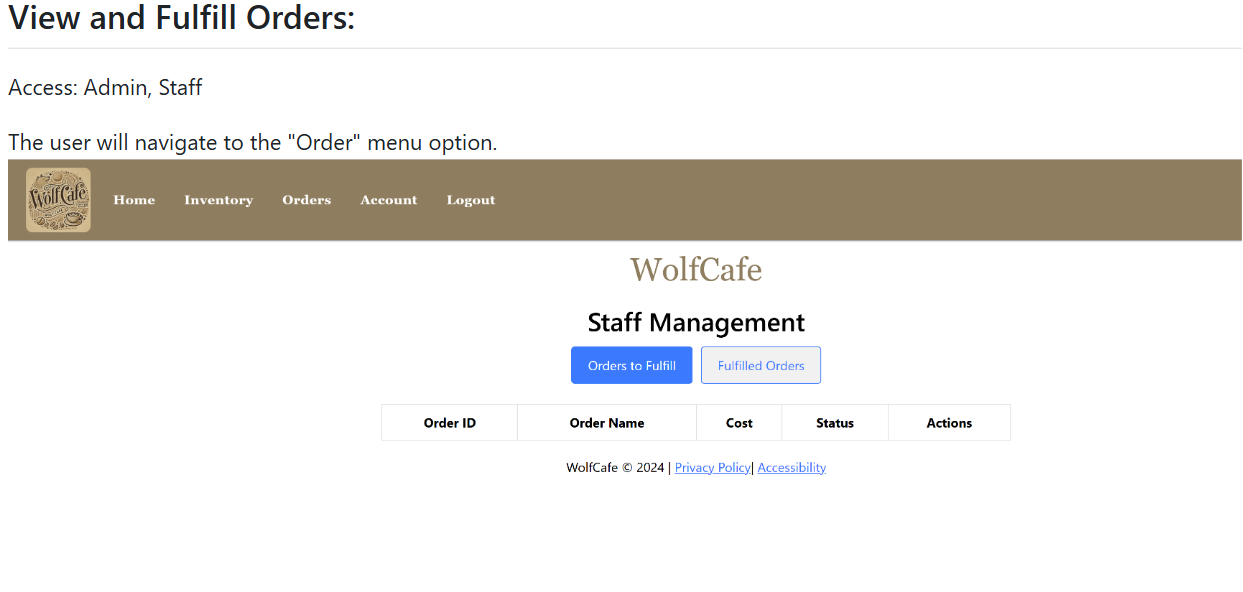 View and Fulfill Orders:
Access: Admin, Staff
The user will navigate to the "Order" menu option.
WolfCafe Home Inventory Orders Account Logout
WolfCafe
Staff Management
Orders to Fulfill Fulfilled Orders
Order ID Order Name Cost Status Actions
WolfCafe © 2024 | Privacy Policy| Accessibility